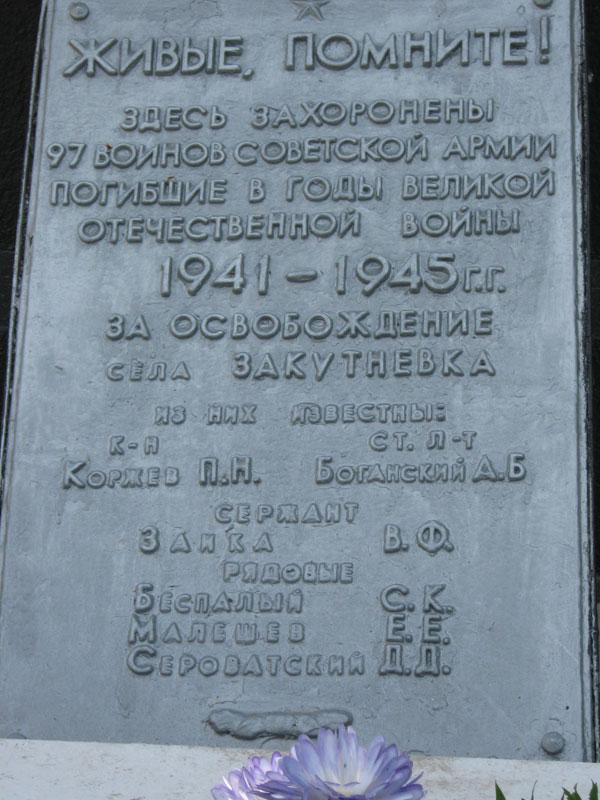 ЖИВЫЕ, ПОМНИТЕ!
ЗДЕСЬ ЗАХОРОНЕНЫ
97 ВОИНОВ СОВЕТСКОЙ АРМИИ
ПОГИБШИЕ В ГОДЫ ВЕЛИКОЙ
ОТЕЧЕСТВЕННОЙ ВОЙНЫ
1941-1945г.г.
ЗА ОСВОБОЖДЕНИЕ
СЕЛА ЗАКУТНЕВКА
ИЗ НИХ ИЗВЕСТНЫ:
К-Н СТ. Л-Т
КОРЖЕВ П.Н. БОГАНСКИЙ А.Б
СЕРЖАНТ
ЗАИКА В.Ф.
РЯДОВЫЕ
БЕСПАЛЫЙ С.К.
МАЛЕШЕВ Е.Е.
СЕРОВАТСКИЙ Д.Д.